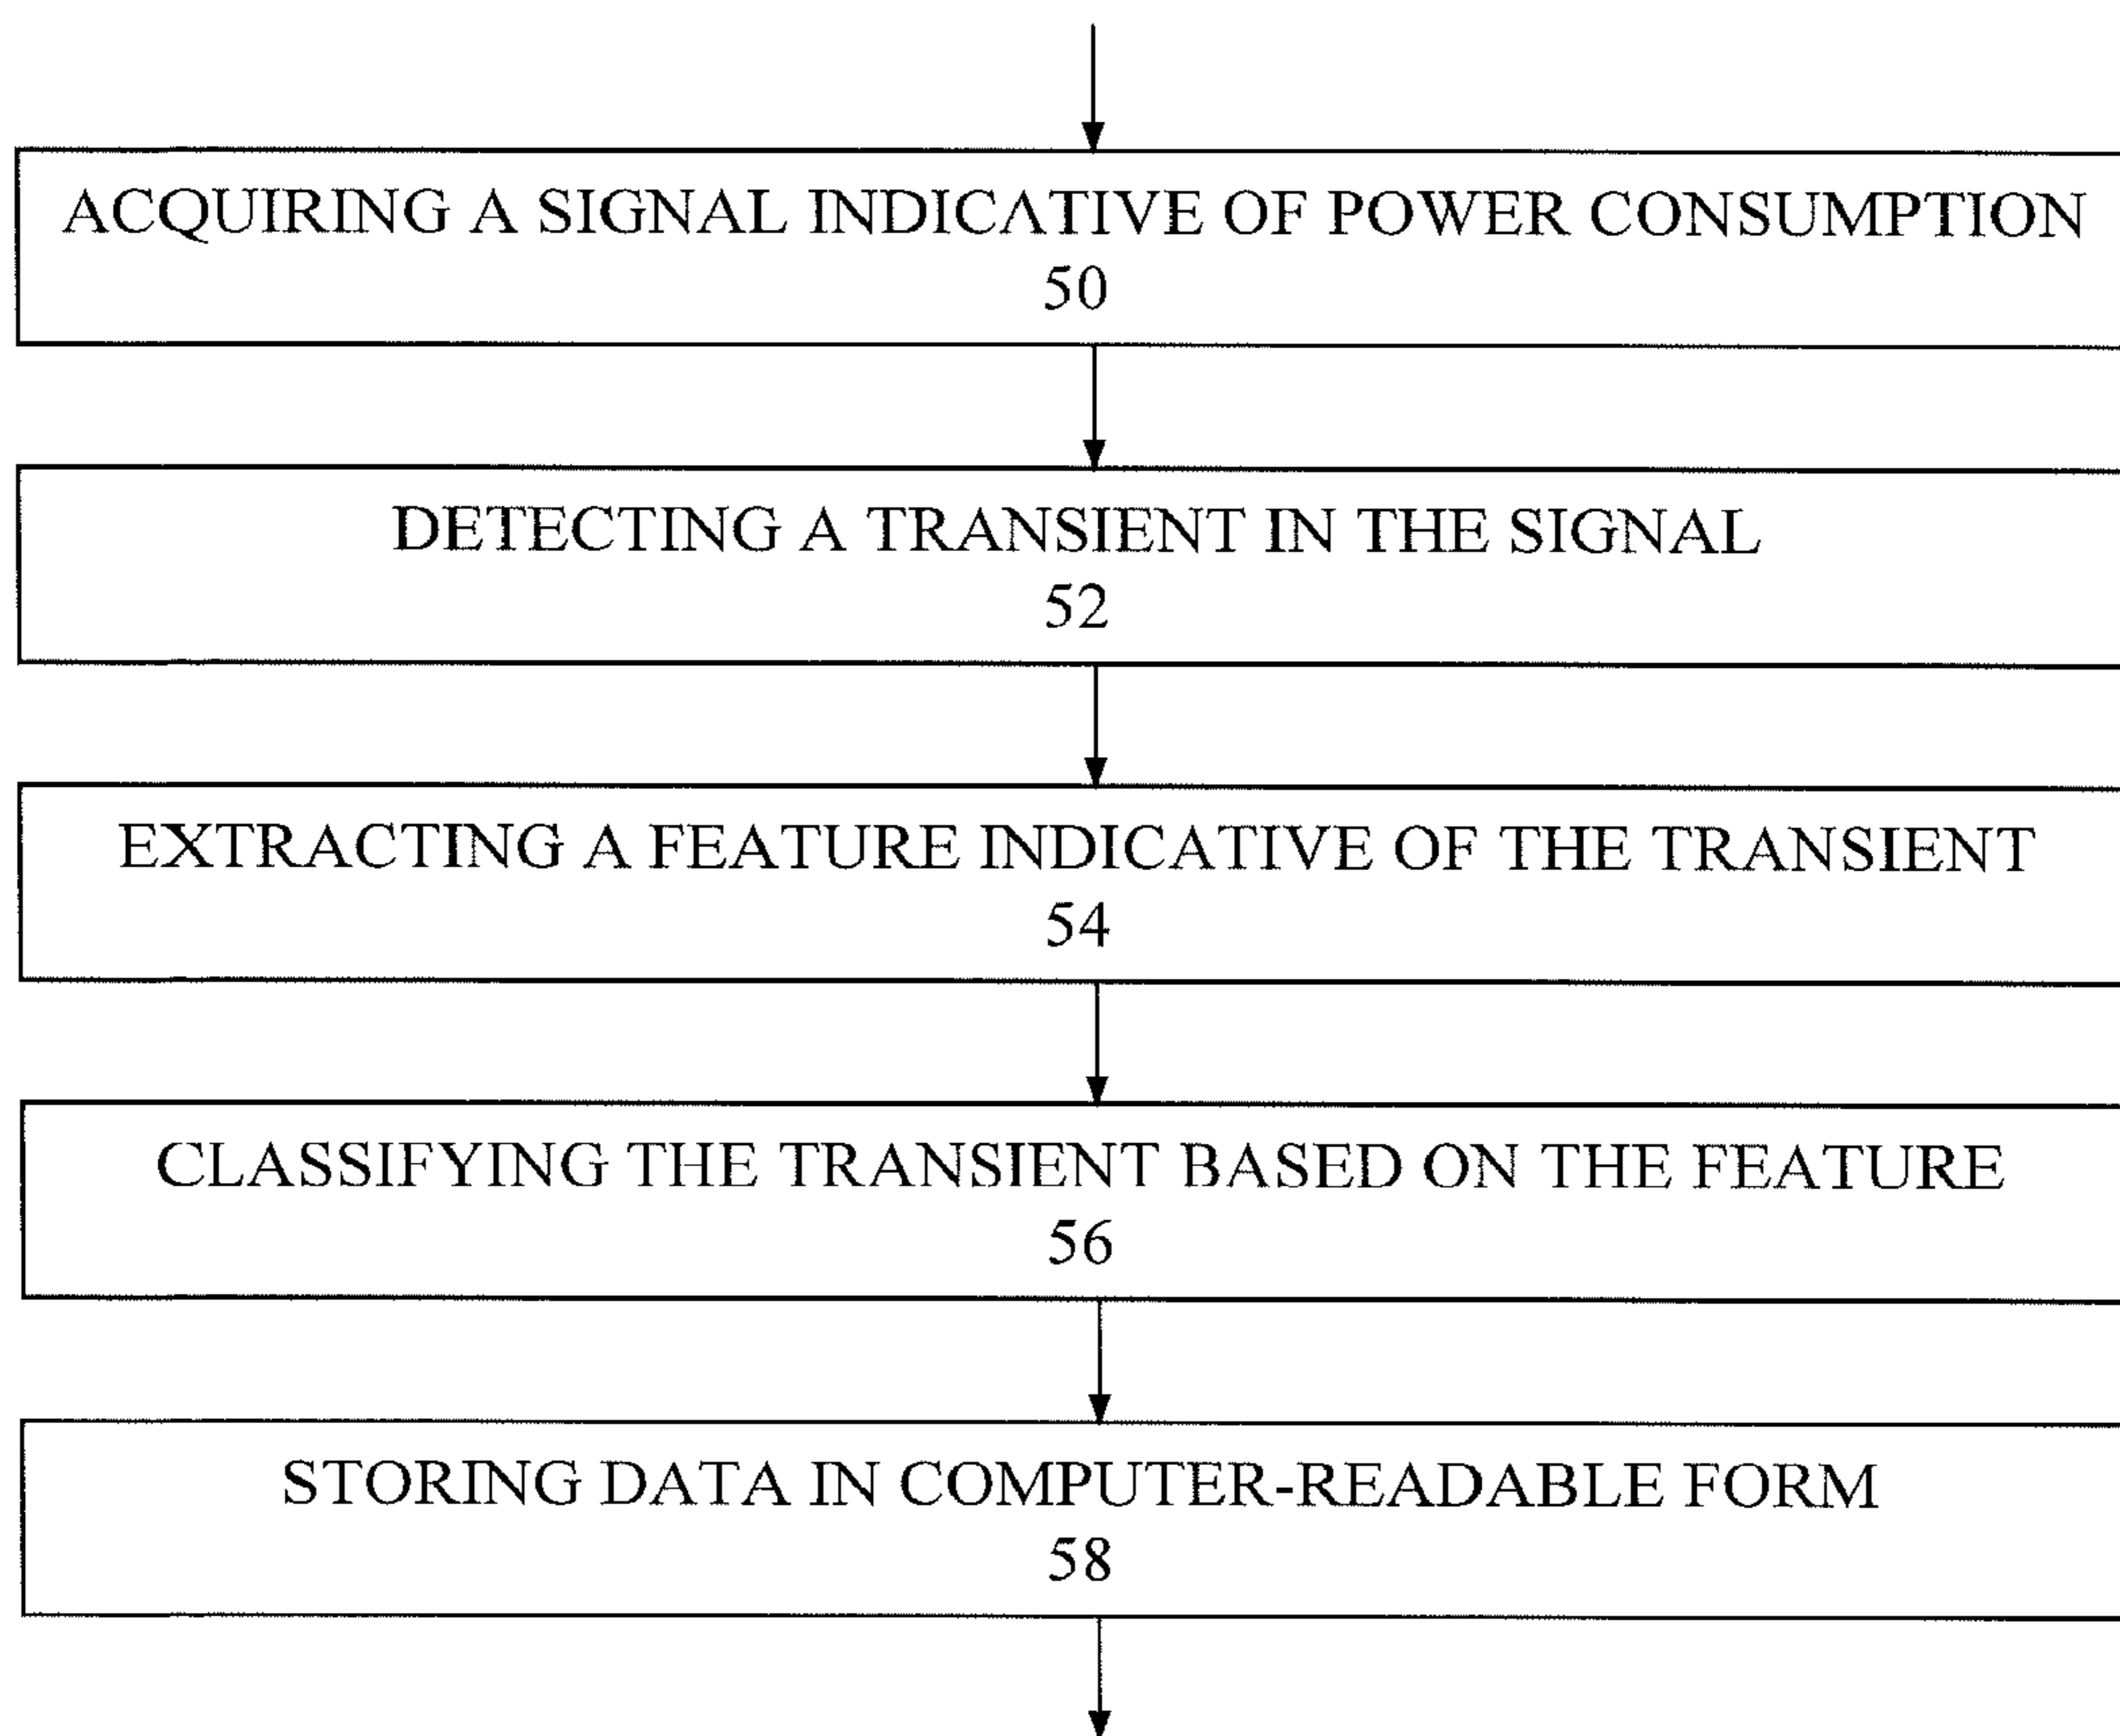 ACQUIRING A SIGNAL INDICATIVE OF POWER CONSUMPTION
50
DETECTING A TRANSIENT IN THE SIGNAL
52
EXTRACTING A FEATURE INDICATIVE OF THE TRANSIENT
54
CLASSIFYING THE TRANSIENT BASED ON THE FEATURE
56
STORING DATA IN COMPUTER-READABLE FORM
58